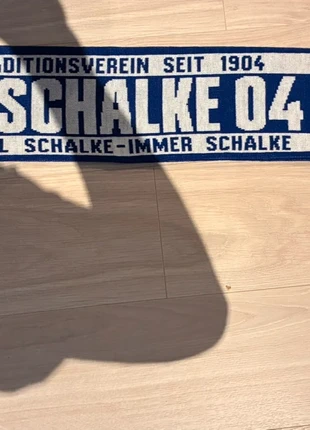 DITIONSVEREIN SEIT 1904
SCHALKE 04
SCHALKE-IMMER SCHALKE